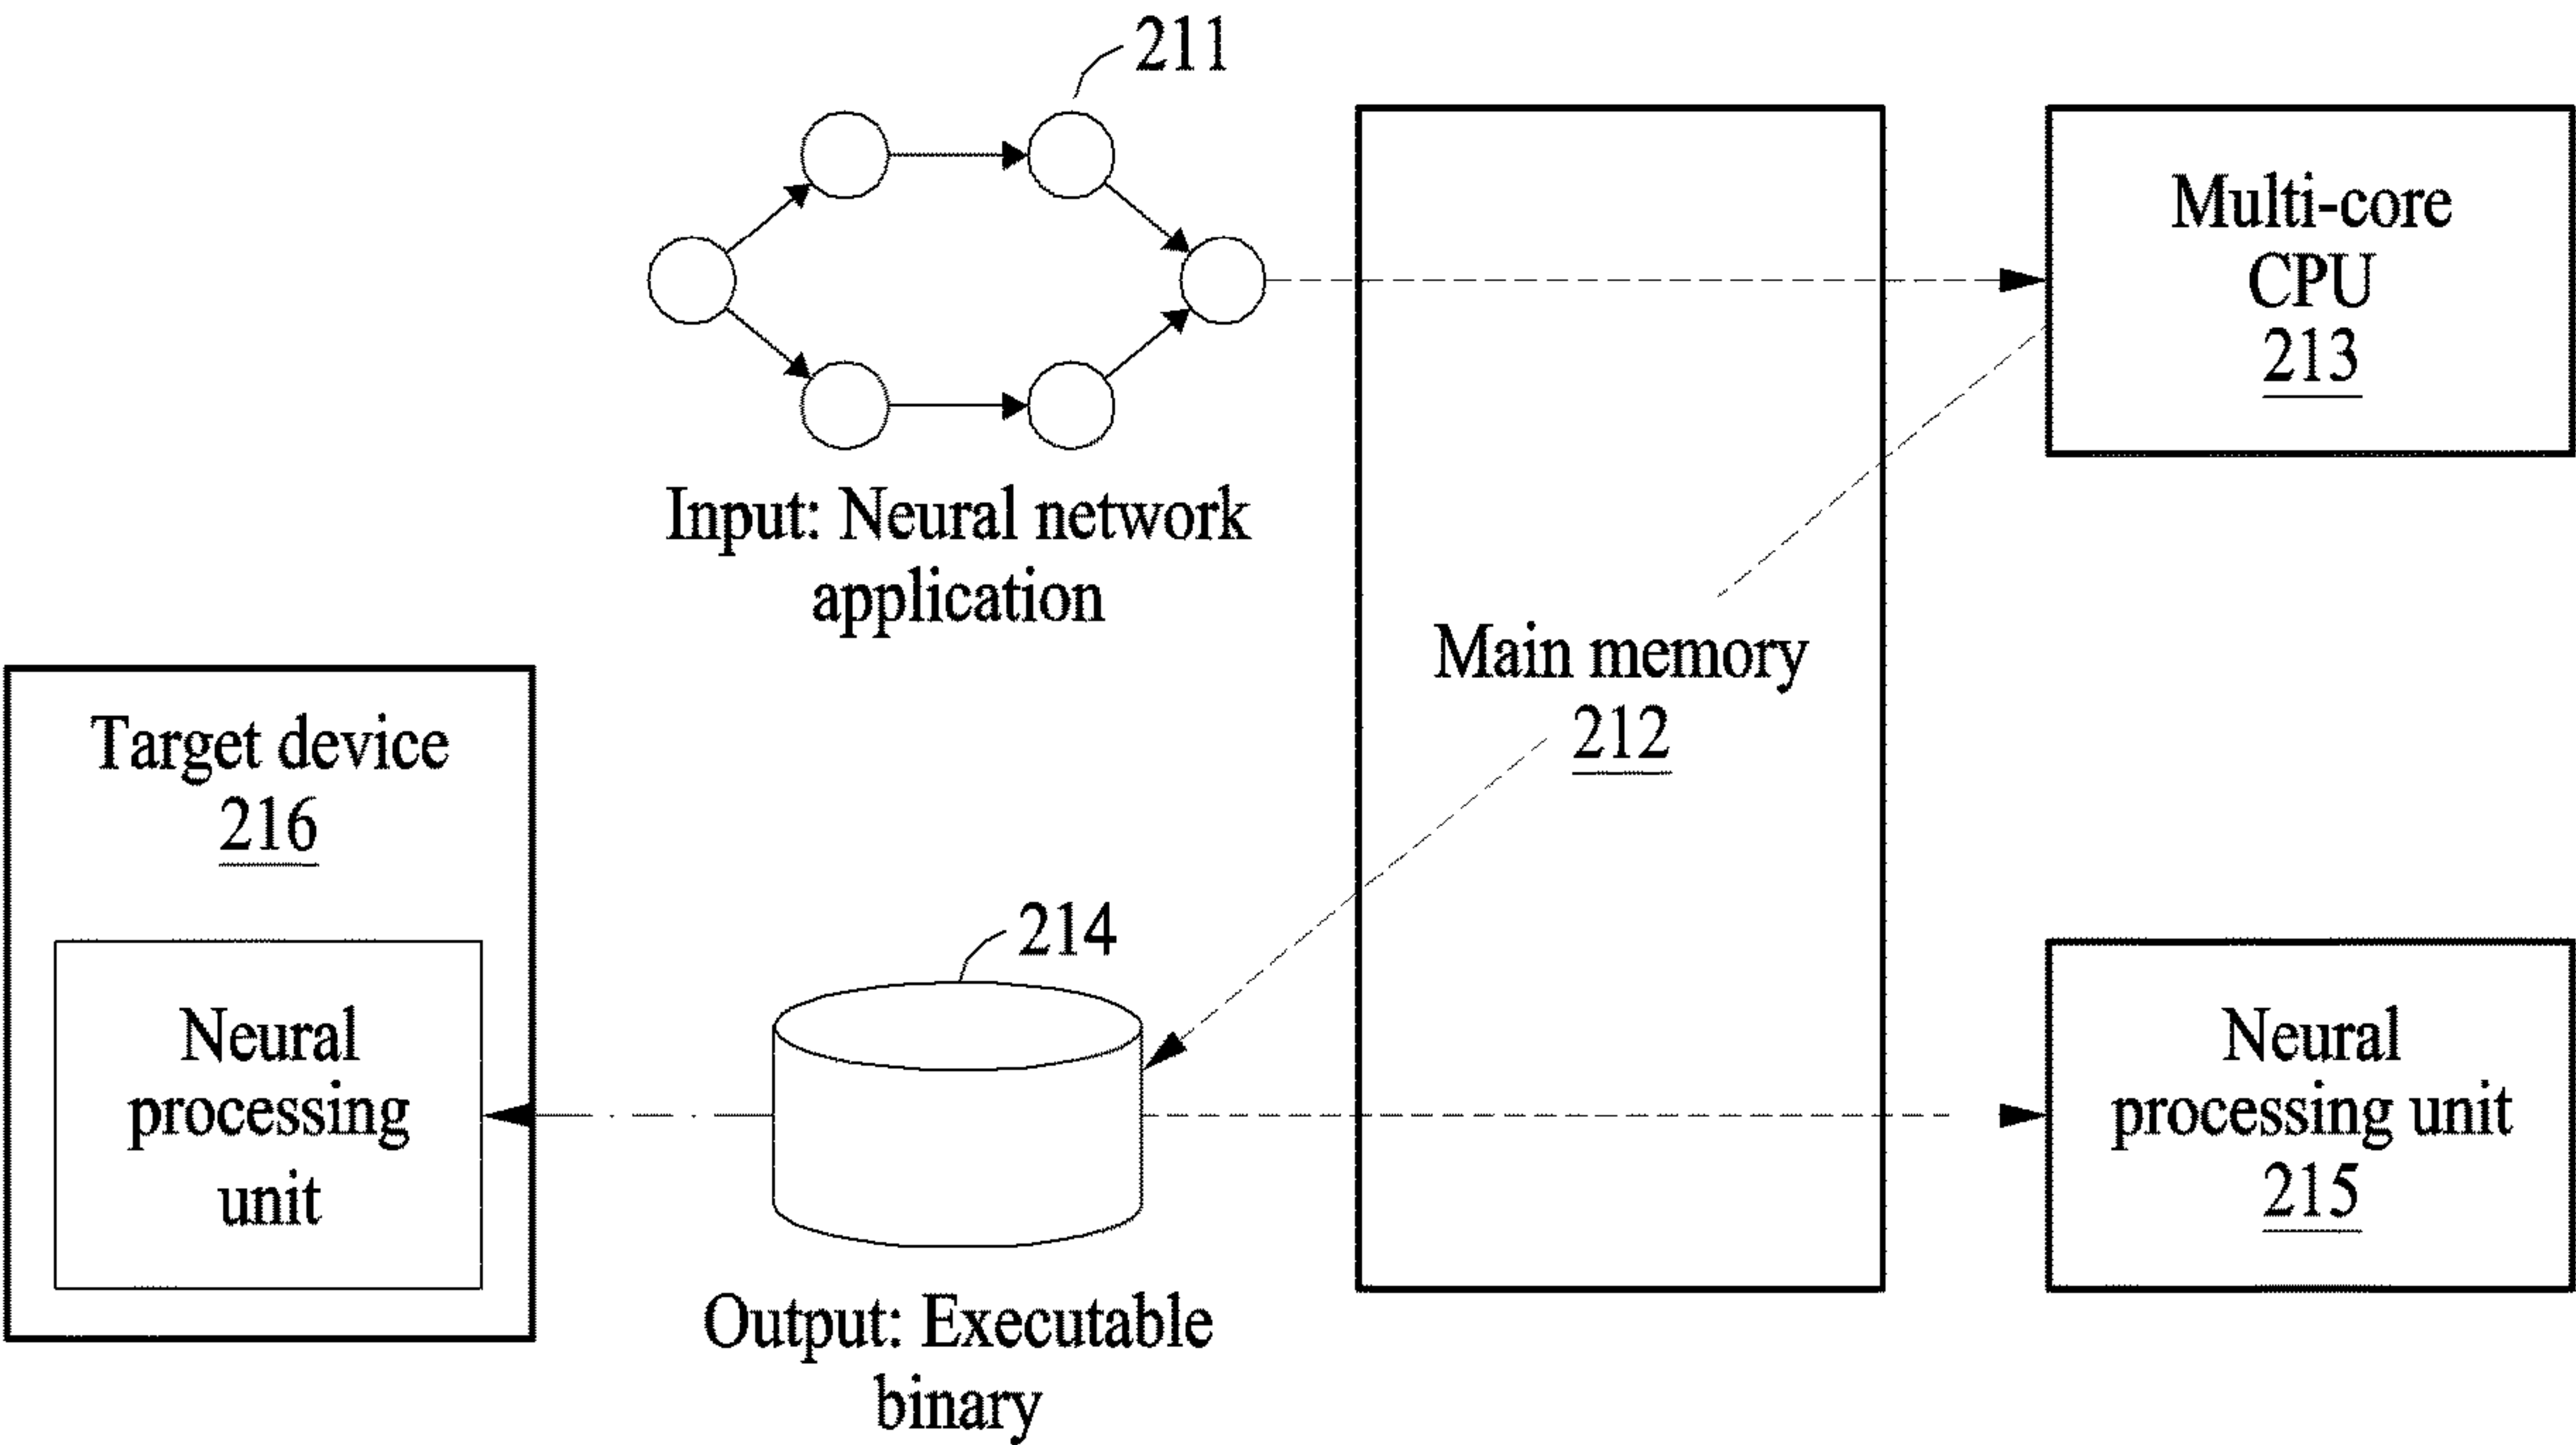 211
Multi-core
CPU
213
Input: Neural network
application
Main memory
212
Target device
216
Neural
processing
unit
214
Output: Executable
binary
Neural
processing unit
215